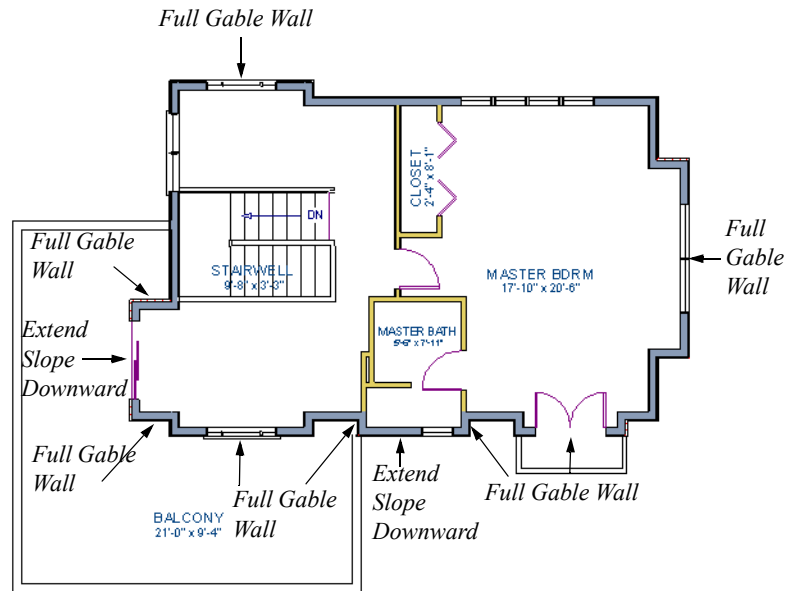 Full Gable Wall
CLOSET
2'-4" x 8'-1"
DN
Full Gable
Wall
STAIRWELL
9'-8" x 3'-3"
MASTER BDRM
17'-10" x 20'-6"
Full
Gable
Wall
Extend
Slope
Downward
MASTER BATH
5'-6" x 7'-11"
Full Gable
Wall
Full Gable
Wall
Extend
Slope
Downward
Full Gable Wall
BALCONY
21'-0" x 9'-4"